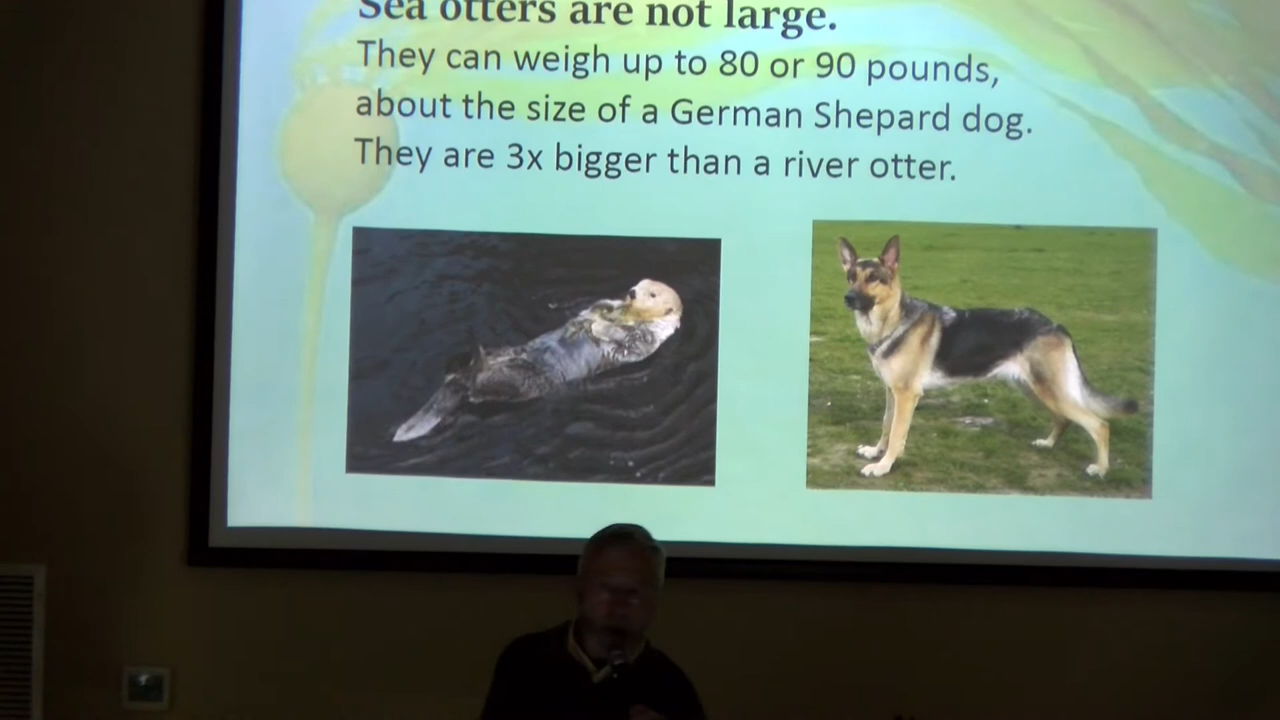 Sea otters are not large.
They can weigh up to 80 or 90 pounds,
about the size of a German Shepard dog.
They are 3x bigger than a river otter.